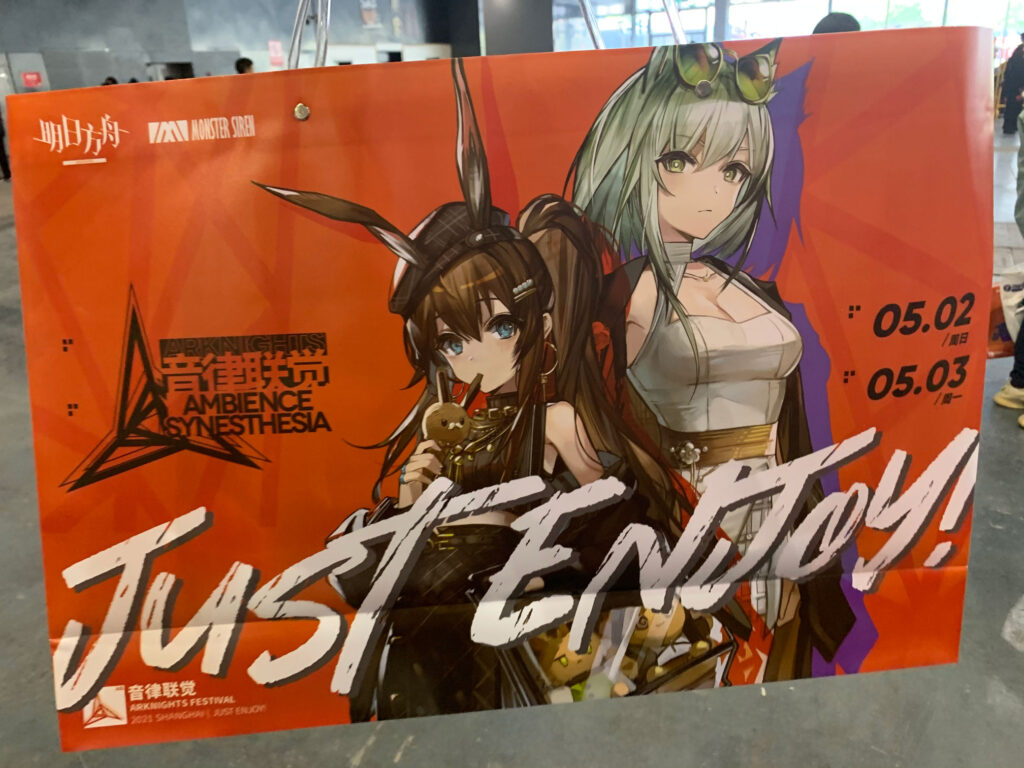 明日方舟
MONSTER SIREN
ARKNIGHTS
音律联觉
AMBIENCE
SYNESTHESIA
05.02
/周日
05.03
/周一
JUST ENJOY!
音律联觉
ARKNIGHTS FESTIVAL
2021 SHANGHAI | JUST ENJOY!